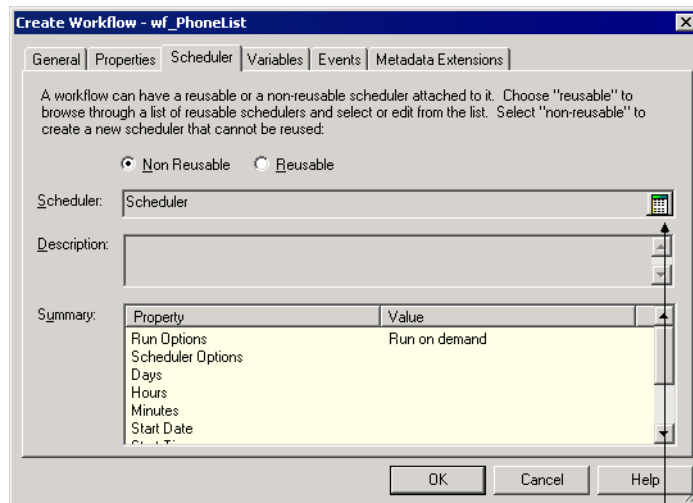 Create Workflow - wf_PhoneList
General Properties Scheduler Variables Events Metadata Extensions
A workflow can have a reusable or a non-reusable scheduler attached to it. Choose "reusable" to
browse through a list of reusable schedulers and select or edit from the list. Select "non-reusable" to
create a new scheduler that cannot be reused:
Non Reusable Reusable
Scheduler: Scheduler
Description:
Summary: Property Value
Run Options Run on demand
Scheduler Options
Days
Hours
Minutes
Start Date
OK Cancel Help